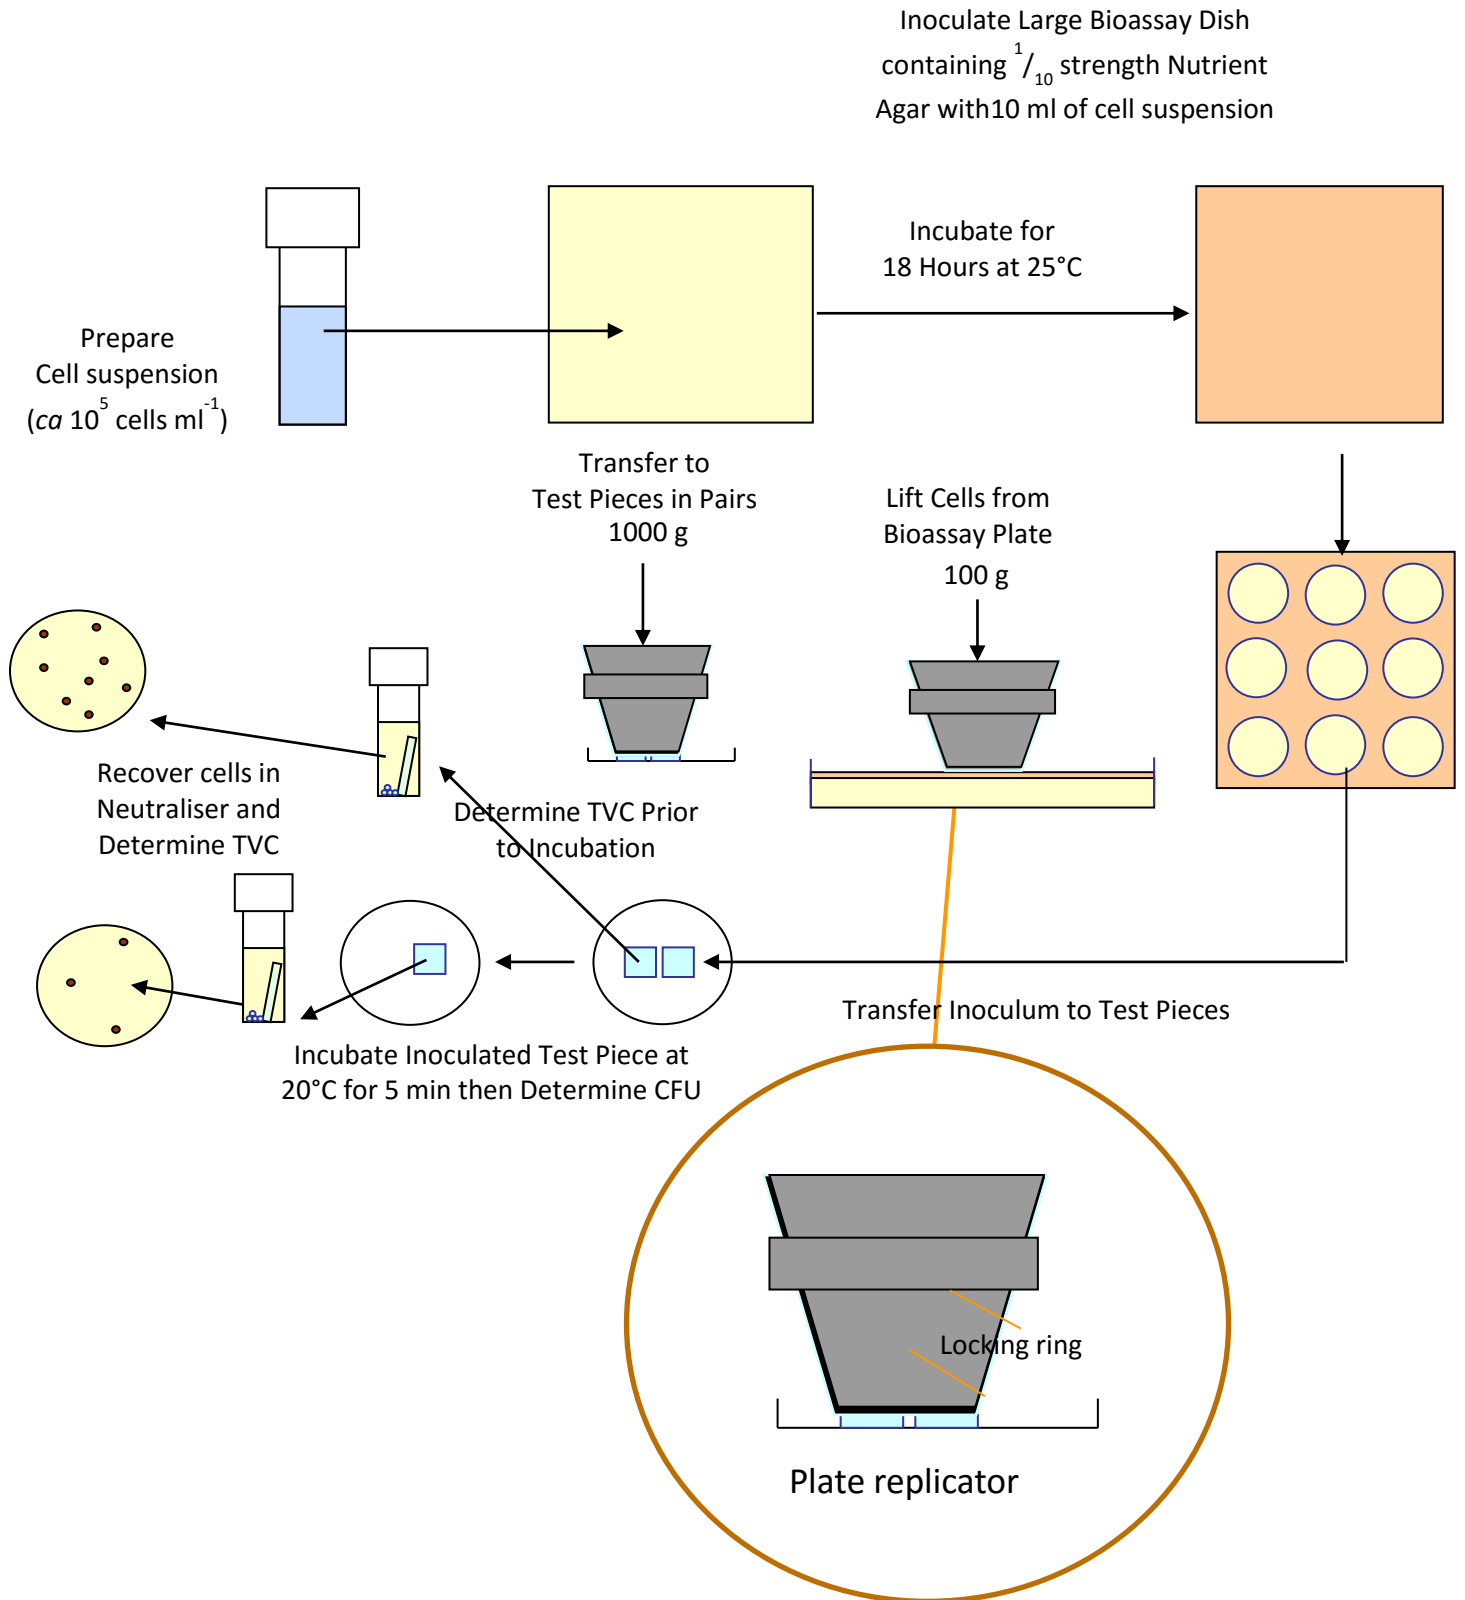 Inoculate Large Bioassay Dish
containing 1/10 strength Nutrient
Agar with10 ml of cell suspension
Incubate for
18 Hours at 25°C
Prepare
Cell suspension
(ca 10^5 cells ml^-1)
Transfer to
Test Pieces in Pairs
1000 g
Lift Cells from
Bioassay Plate
100 g
Recover cells in
Neutraliser and
Determine TVC
Determine TVC Prior
to Incubation
Transfer Inoculum to Test Pieces
Incubate Inoculated Test Piece at
20°C for 5 min then Determine CFU
Locking ring
Plate replicator